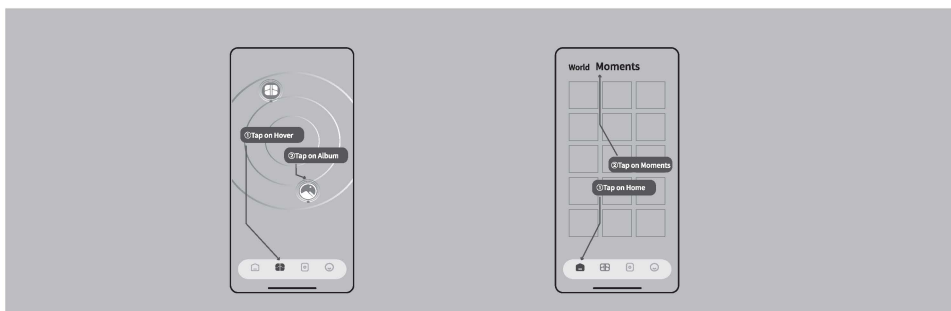 ①Tap on Hover
②Tap on Album
World Moments
②Tap on Moments
①Tap on Home